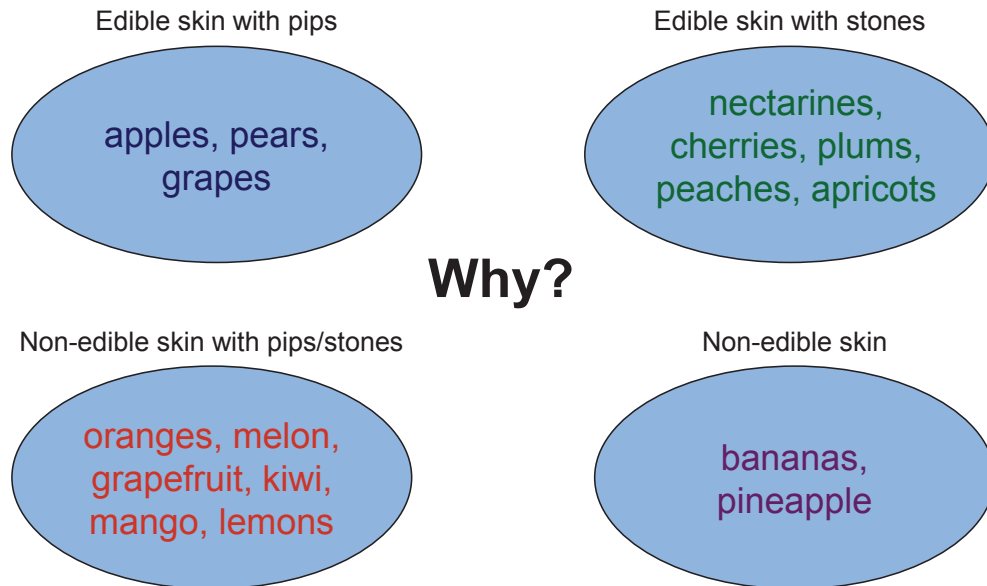 Edible skin with pips
apples, pears,
grapes
Edible skin with stones
nectarines,
cherries, plums,
peaches, apricots
Why?
Non-edible skin with pips/stones
oranges, melon,
grapefruit, kiwi,
mango, lemons
Non-edible skin
bananas,
pineapple